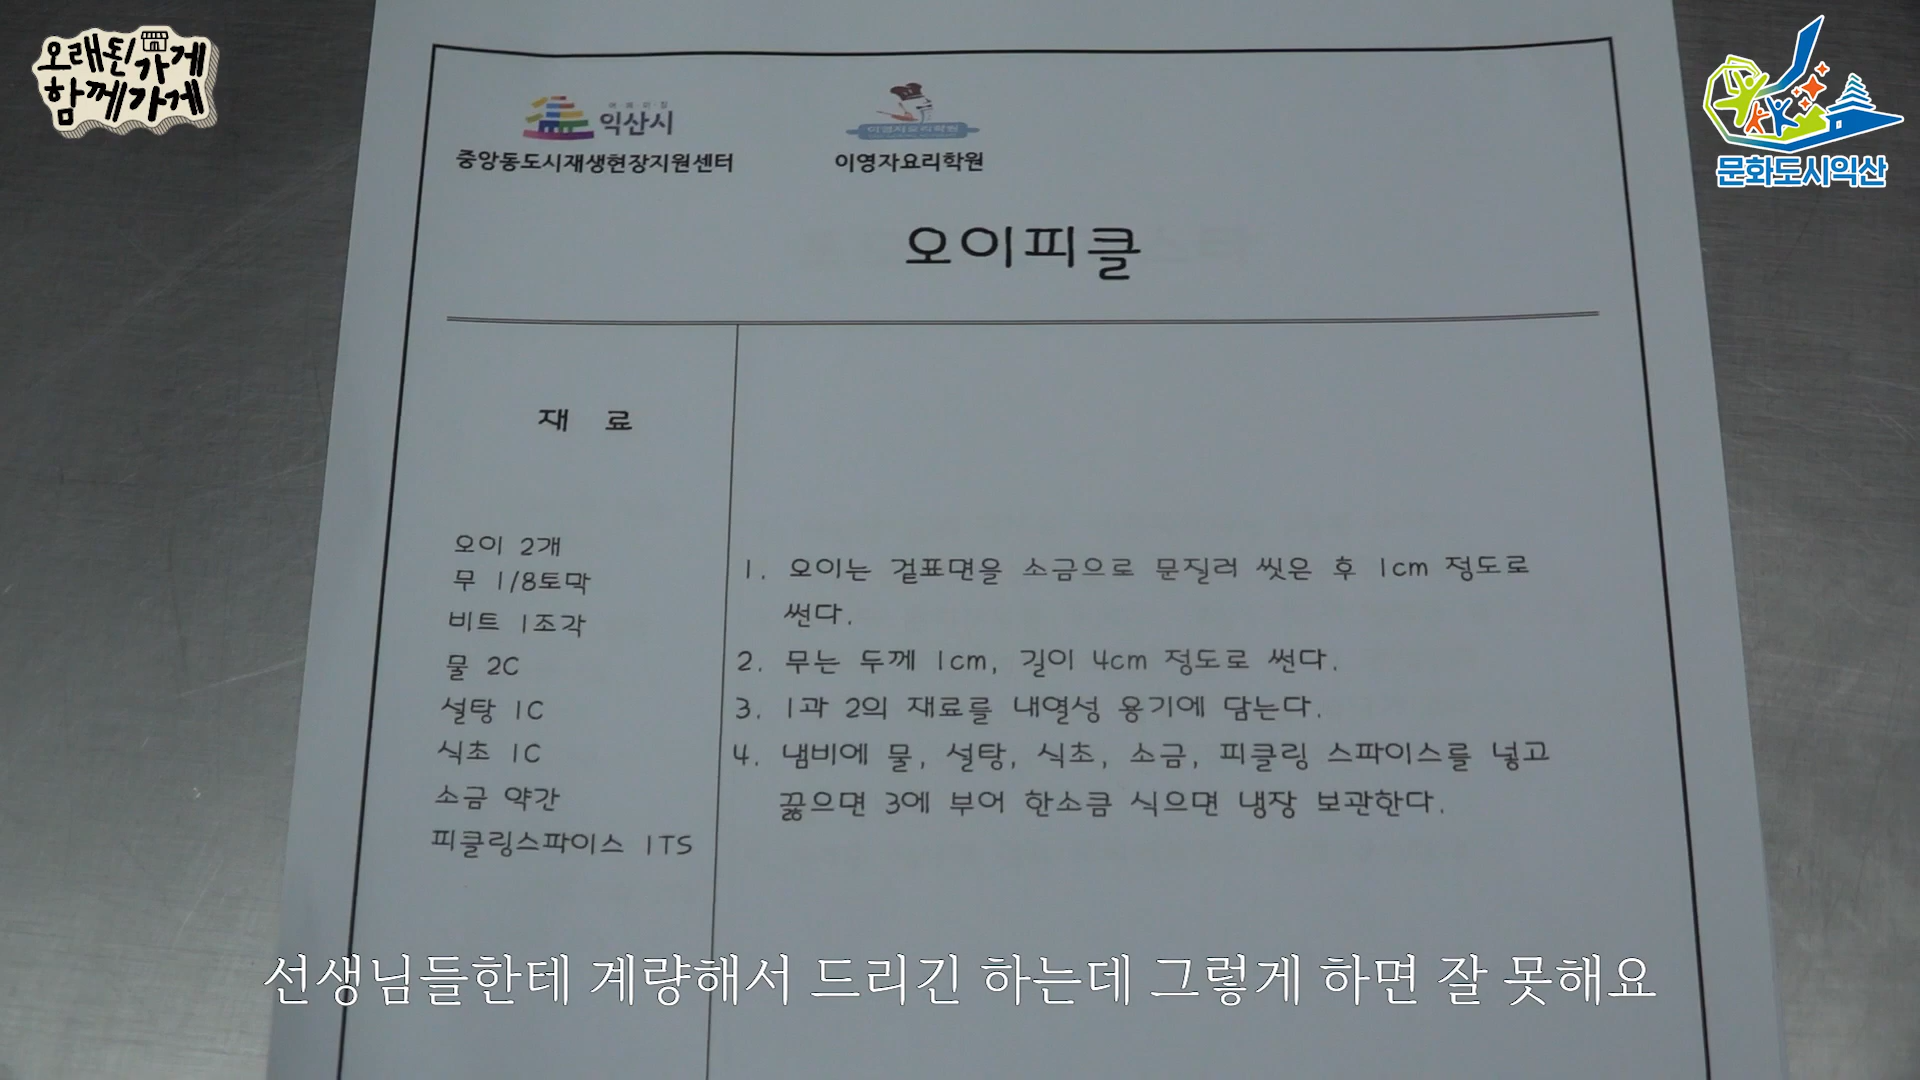 오래된 가게
함께가게
문화도시익산
익산시
중앙동도시재생현장지원센터
이영자요리학원
이영자요리학원
오이피클
재 료
오이 2개
무 1/8토막
비트 1조각
물 2C
설탕 1C
식초 1C
소금 약간
피클링스파이스 1TS
1. 오이는 겉표면을 소금으로 문질러 씻은 후 1cm 정도로
썬다.
2. 무는 두께 1cm, 길이 4cm 정도로 썬다.
3. 1과 2의 재료를 내열성 용기에 담는다.
4. 냄비에 물, 설탕, 식초, 소금, 피클링 스파이스를 넣고
끓으면 3에 부어 한소큼 식으면 냉장 보관한다.
선생님들한테 계량해서 드리긴 하는데 그렇게 하면 잘 못해요